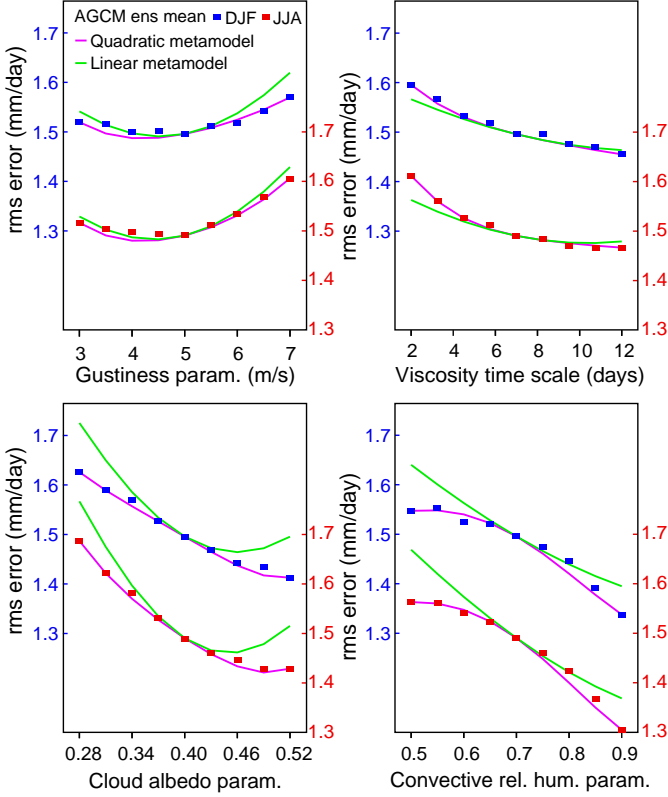 AGCM ens mean DJF JJA
Quadratic metamodel
Linear metamodel
rms error (mm/day)
1.7
1.6
1.5
1.4
1.3
1.7
1.6
1.5
1.4
1.3
3 4 5 6 7
Gustiness param. (m/s)
rms error (mm/day)
1.7
1.6
1.5
1.4
1.3
1.7
1.6
1.5
1.4
1.3
2 4 6 8 10 12
Viscosity time scale (days)
rms error (mm/day)
1.7
1.6
1.5
1.4
1.3
1.7
1.6
1.5
1.4
1.3
0.28 0.34 0.40 0.46 0.52
Cloud albedo param.
rms error (mm/day)
1.7
1.6
1.5
1.4
1.3
1.7
1.6
1.5
1.4
1.3
0.5 0.6 0.7 0.8 0.9
Convective rel. hum. param.